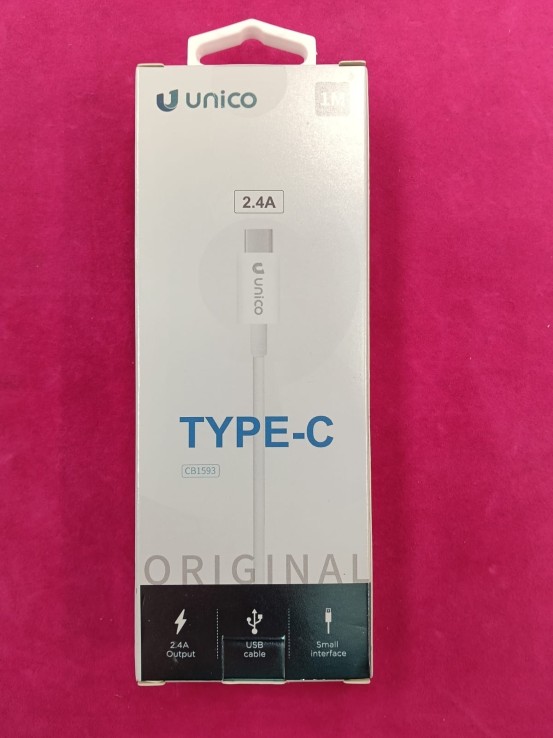 unico
1M
2.4A
unico
TYPE-C
CB1593
ORIGINAL
2.4A
Output
USB
cable
Small
interface